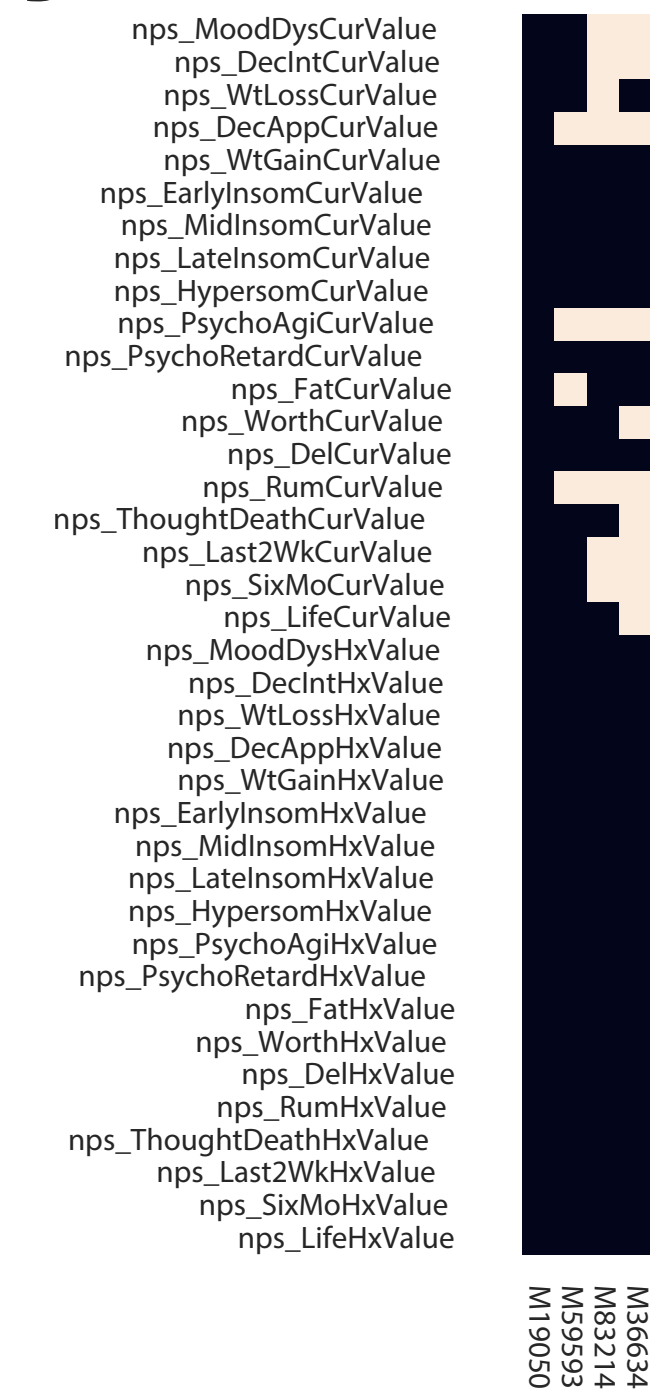 nps_MoodDysCurValue
nps_DecIntCurValue
nps_WtLossCurValue
nps_DecAppCurValue
nps_WtGainCurValue
nps_EarlyInsomCurValue
nps_MidInsomCurValue
nps_LateInsomCurValue
nps_HypersomCurValue
nps_PsychoAgiCurValue
nps_PsychoRetardCurValue
nps_FatCurValue
nps_WorthCurValue
nps_DelCurValue
nps_RumCurValue
nps_ThoughtDeathCurValue
nps_Last2WkCurValue
nps_SixMoCurValue
nps_LifeCurValue
nps_MoodDysHxValue
nps_DecIntHxValue
nps_WtLossHxValue
nps_DecAppHxValue
nps_WtGainHxValue
nps_EarlyInsomHxValue
nps_MidInsomHxValue
nps_LateInsomHxValue
nps_HypersomHxValue
nps_PsychoAgiHxValue
nps_PsychoRetardHxValue
nps_FatHxValue
nps_WorthHxValue
nps_DelHxValue
nps_RumHxValue
nps_ThoughtDeathHxValue
nps_Last2WkHxValue
nps_SixMoHxValue
nps_LifeHxValue
M19050
M59593
M83214
M36634